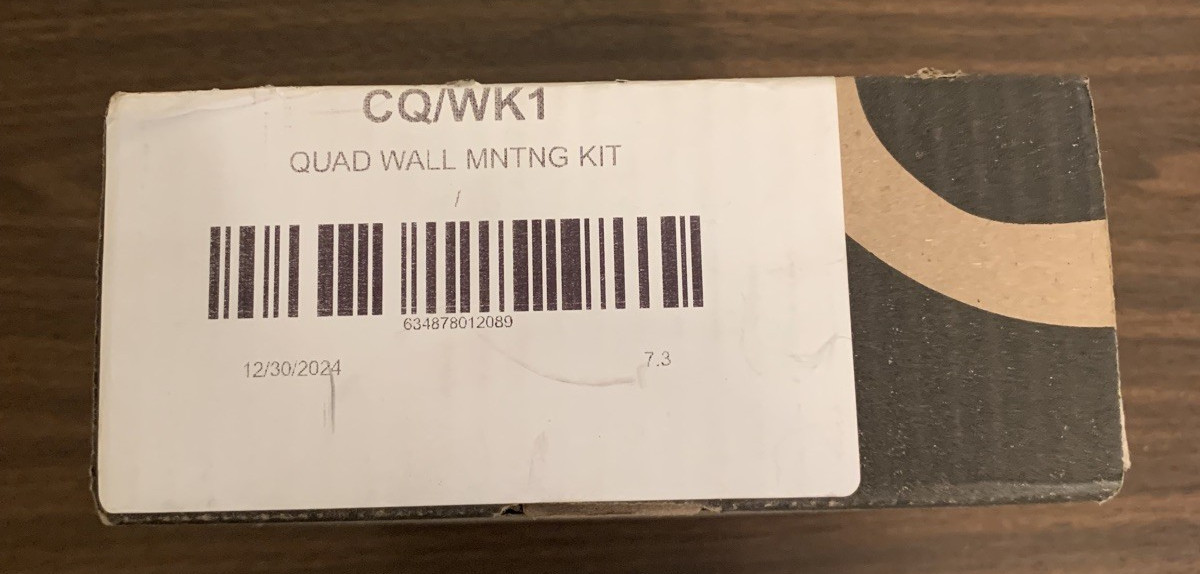 CQ/WK1
QUAD WALL MNTNG KIT
/
634878012089
12/30/2024 7.3